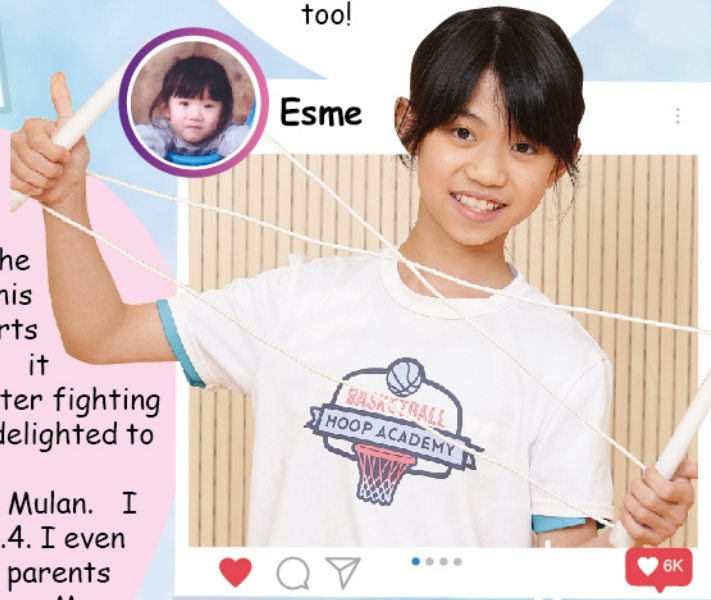 too!
Esme
he
his
rts
it
ter fighting
delighted to
Mulan. I
.4. I even
parents
BASKETBALL
HOOP ACADEMY
6K